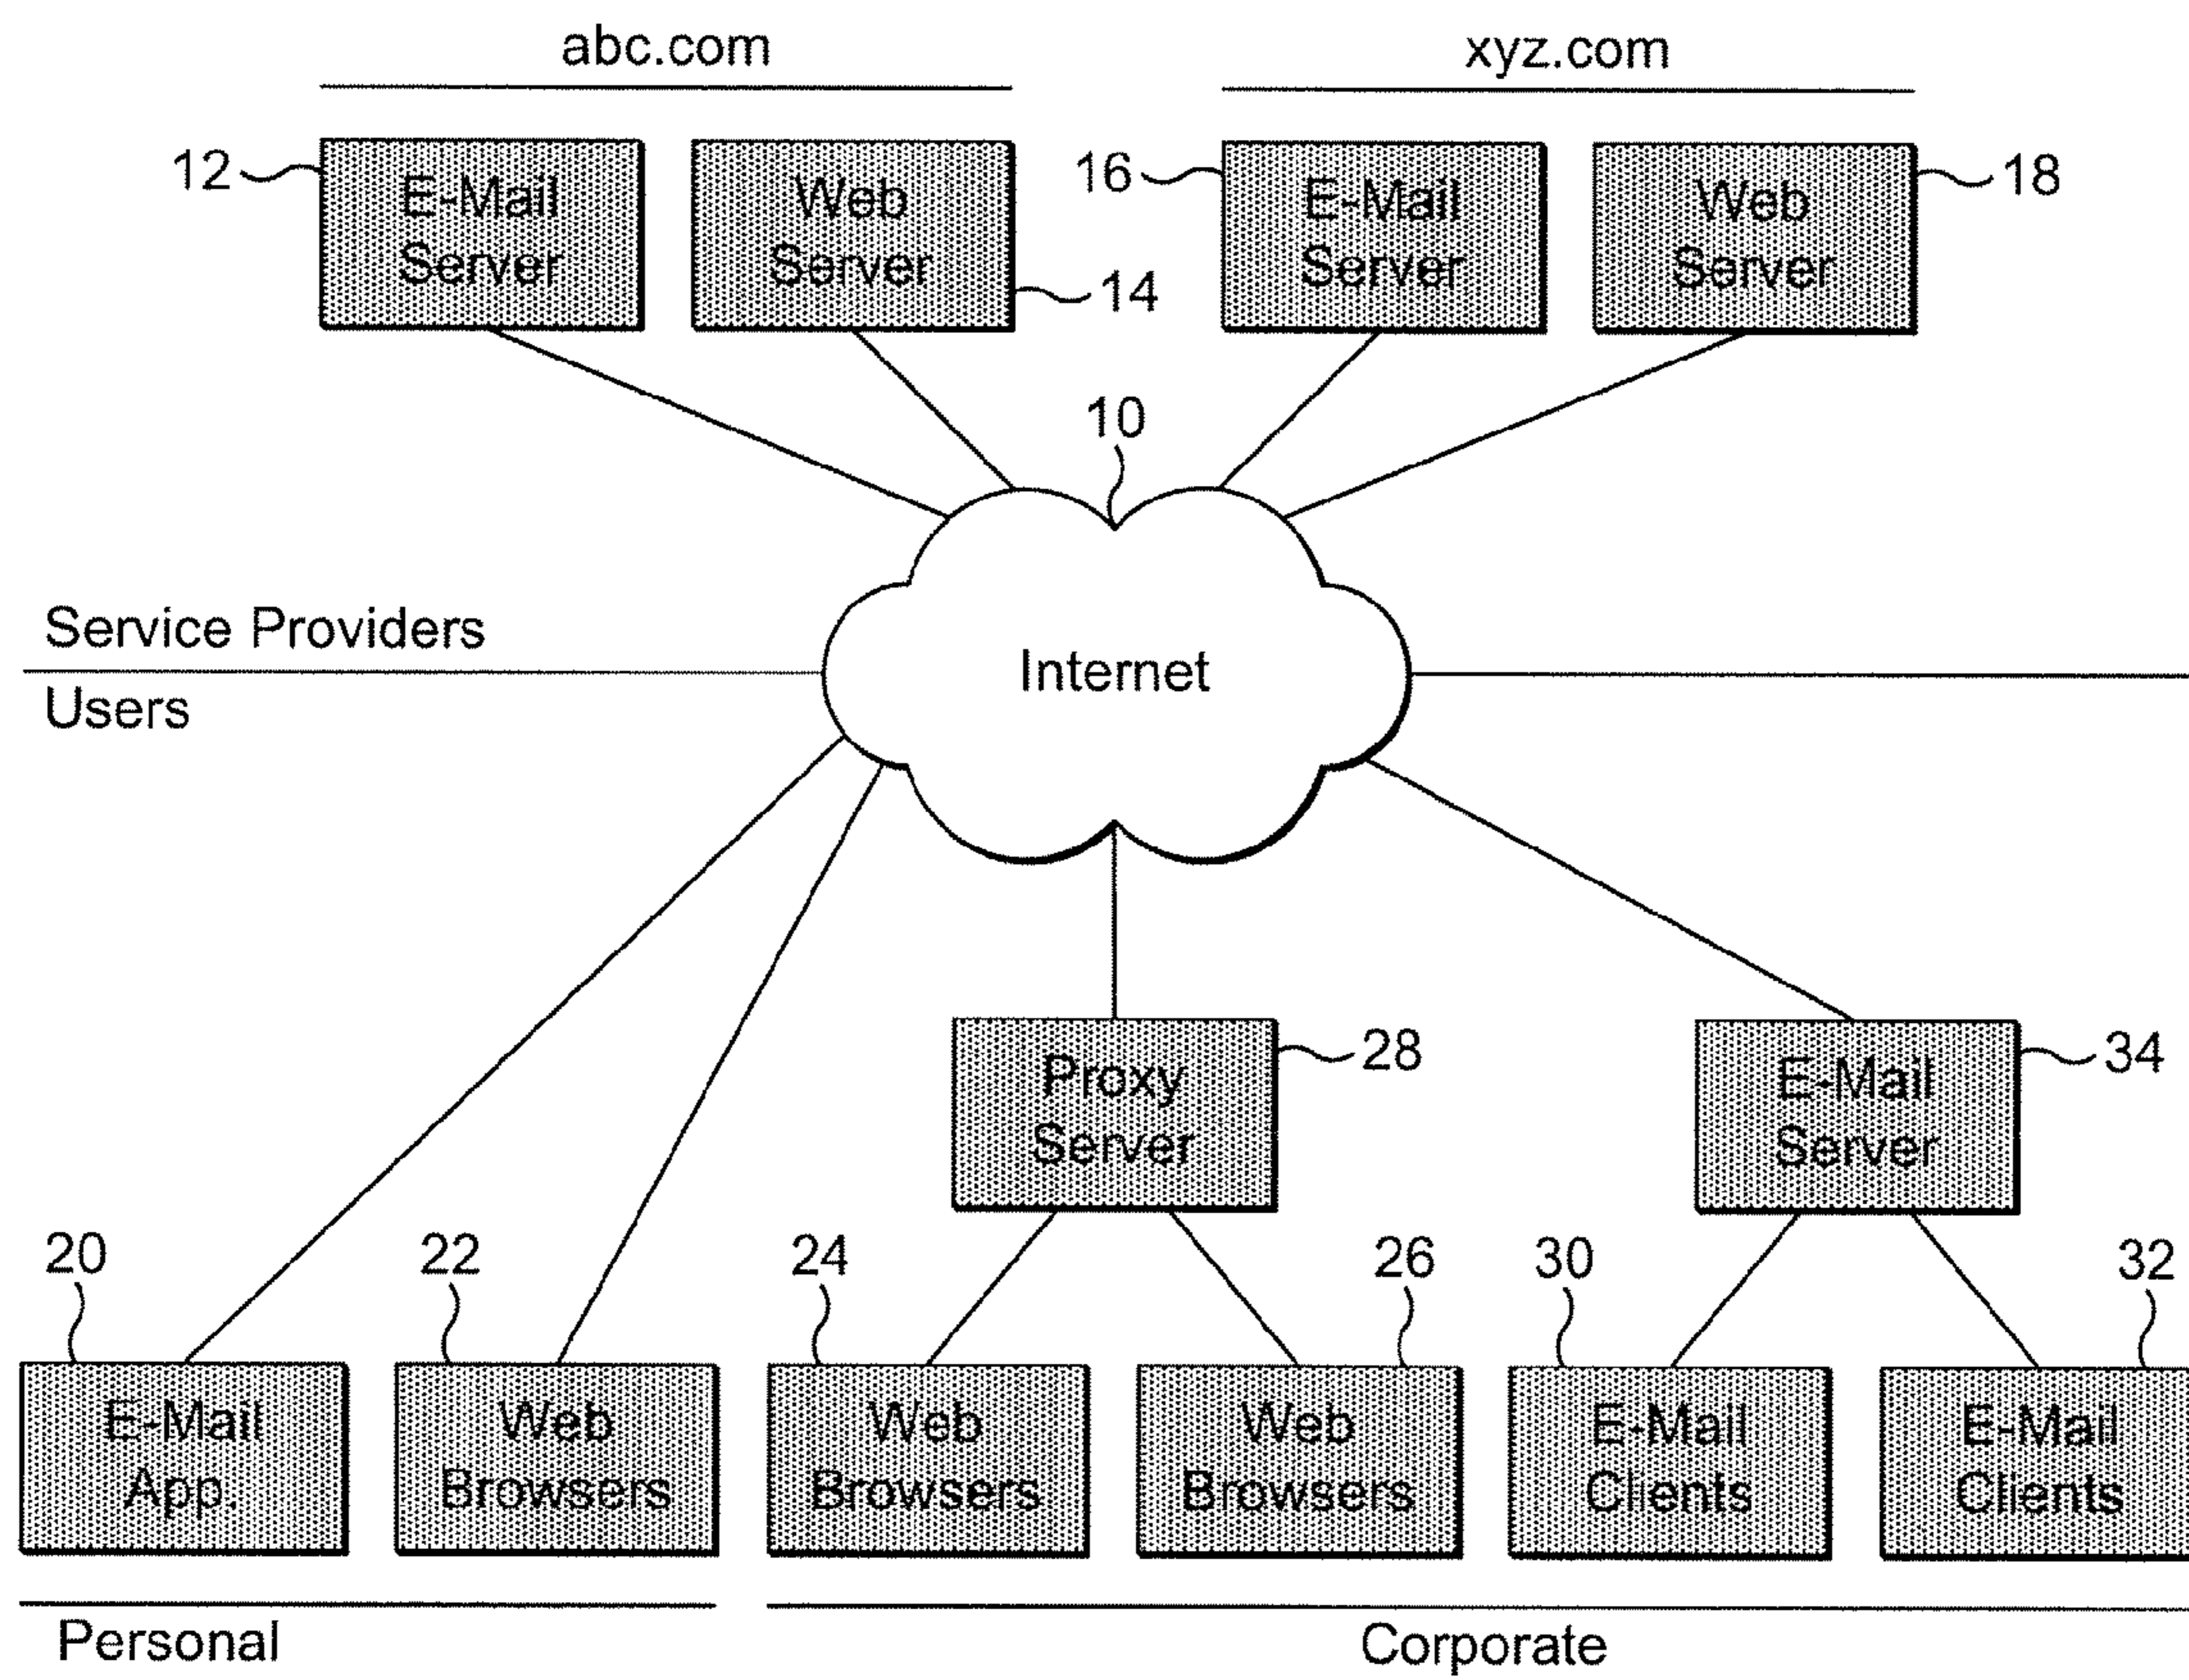 abc.com
xyz.com
12
E-Mail
Server
Web
Server
14
16
E-Mail
Server
Web
Server
18
10
Service Providers
Internet
Users
Proxy
Server
28
E-Mail
Server
34
20
22
24
26
30
32
E-Mail
App.
Web
Browsers
Web
Browsers
Web
Browsers
E-Mail
Clients
E-Mail
Clients
Personal
Corporate